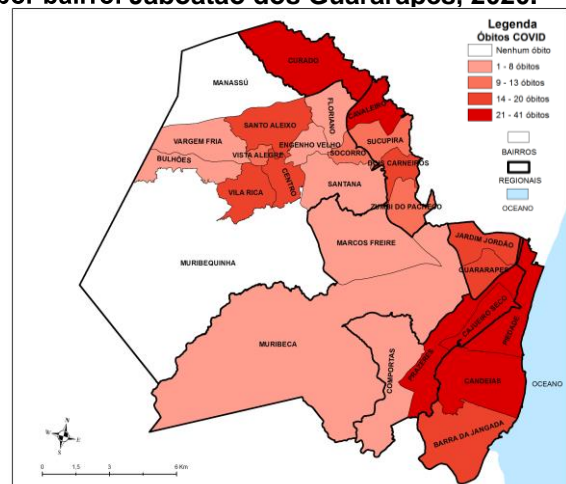 por bairro. Jaboatão dos Guararapes, 2020.
Legenda
Óbitos COVID
Nenhum óbito
1 - 8 óbitos
9 - 13 óbitos
14 - 20 óbitos
21 - 41 óbitos
BAIRROS
REGIONAIS
OCEANO
CURADO
MANASSÚ
FLORIANO
CAVALEIRO
SANTO ALEIXO
VARGEM FRIA
ENGENHO VELHO
SUCUPIRA
BULHÕES
VISTA ALEGRE
SOCORRO
DOIS CARNEIROS
VILA RICA
CENTRO
SANTANA
ZUMBI DO PACHECO
MARCOS FREIRE
JARDIM JORDÃO
GUARARAPES
MURIBEQUINHA
CAJUEIRO SECO
PIEDADE
MURIBECA
COMPORTAS
PRAZERES
CANDEIAS
OCEANO
BARRA DA JANGADA
N
W E
S
0 1,5 3 6 Km